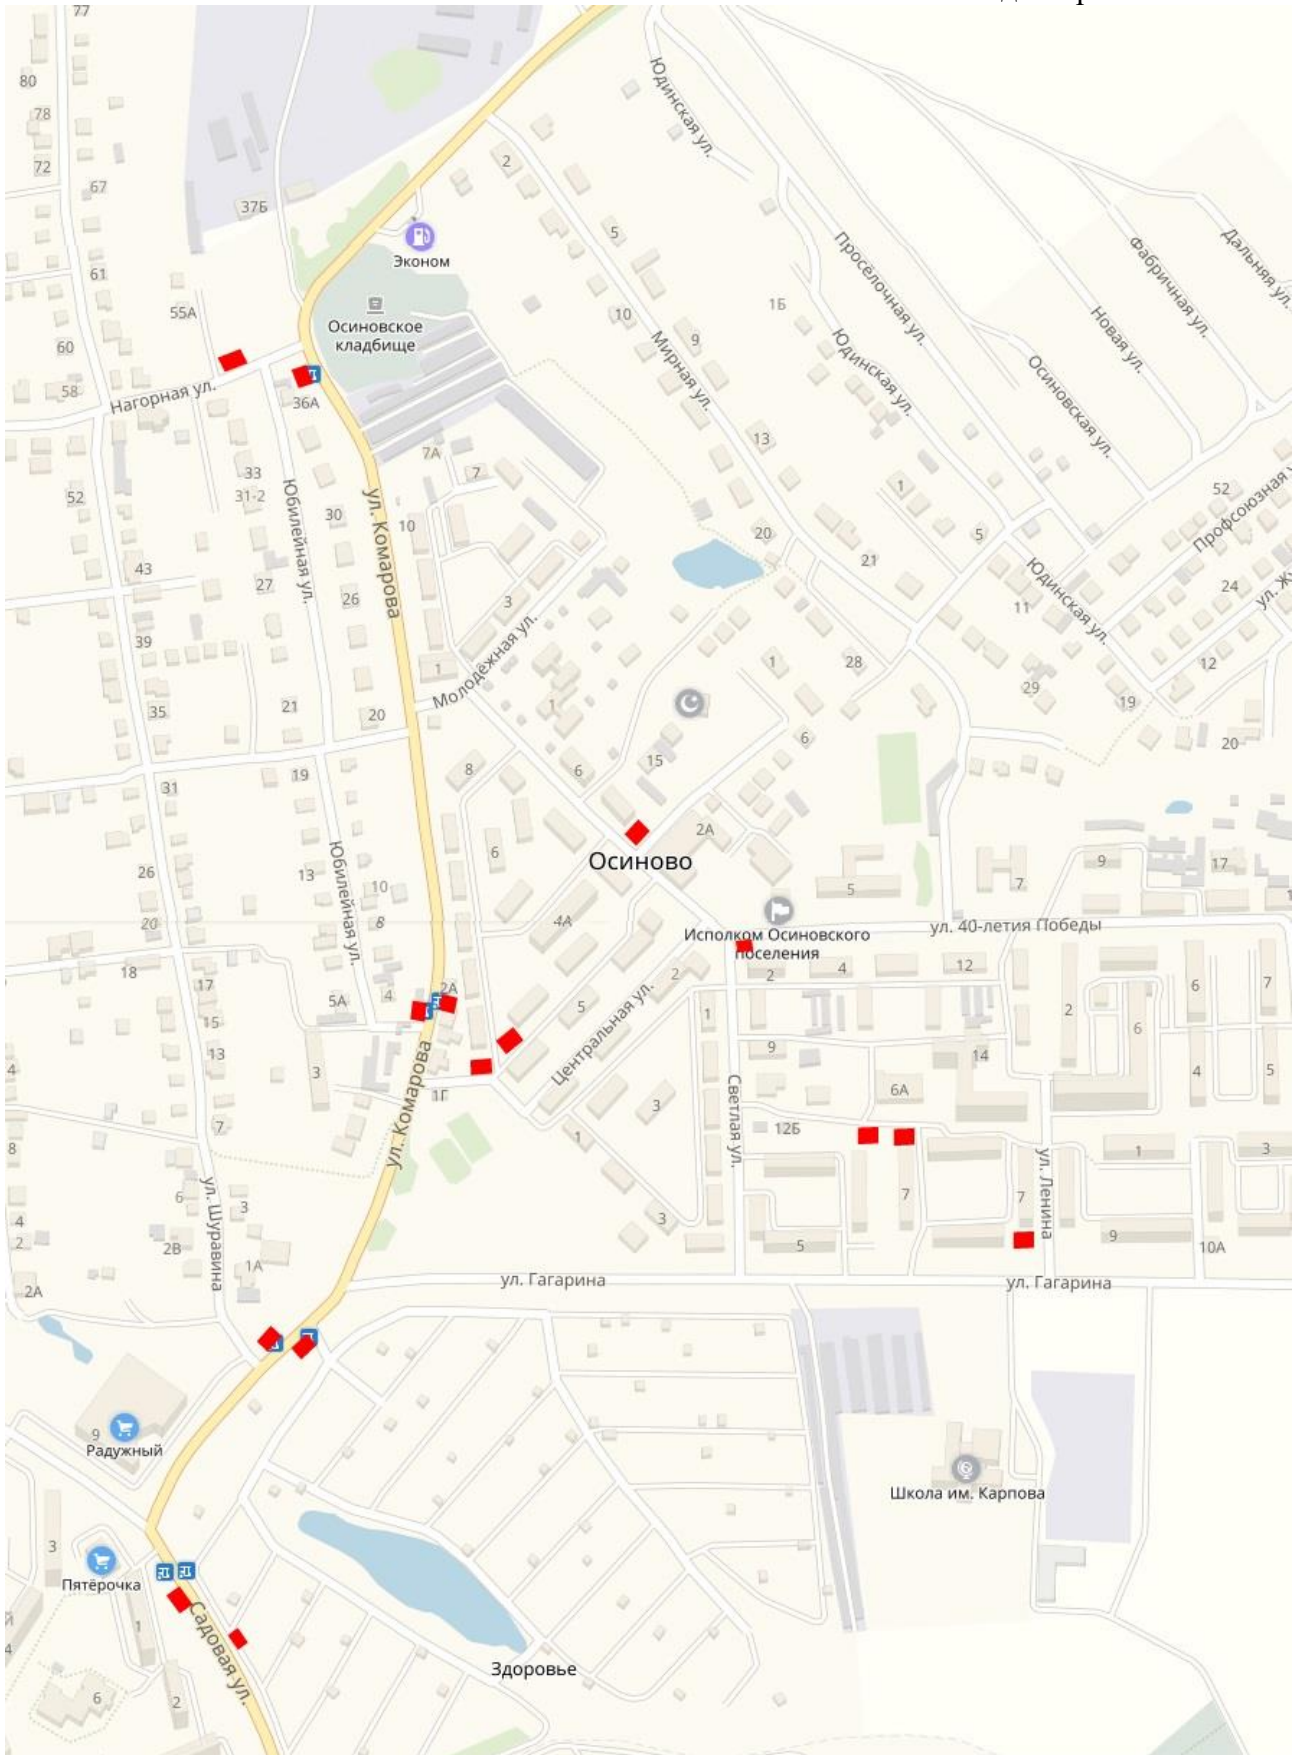 77
80
78
72
67
37Б
2
Юдинская ул.
5
1Б
Просёлочная ул.
Фабричная ул.
Дальняя ул.
Эконом
61
55А
Осиновское
кладбище
10
9
Мирная ул.
Юдинская ул.
Новая ул.
Осиновская ул.
60
58
Нагорная ул.
36А
13
7А
7
33
31-2
52
Юбилейная ул.
30
ул. Комарова
10
1
52
Профсоюзная
20
5
21
43
27
26
3
Юдинская ул.
11
24
39
Молодёжная ул.
1
1
28
12
29
19
35
21
20
1
6
20
15
31
19
8
6
2А
6
Осиново
9
17
26
13
Юбилейная ул.
10
8
20
4А
5
7
Исполком Осиновского
поселения
ул. 40-летия Победы
18
17
5А
4
2А
2
2
4
12
6
7
15
5
1
2
6
13
3
1Г
Центральная ул.
9
14
4
5
4
ул. Комарова
3
Светлая ул.
6А
7
8
1
12Б
1
3
6
ул. Шуравина
3
7
7
ул. Ленина
4
2
2В
3
5
9
10А
1А
2А
ул. Гагарина
ул. Гагарина
9
Радужный
Школа им. Карпова
3
Пятёрочка
1
Садовая ул.
4
6
2
Здоровье